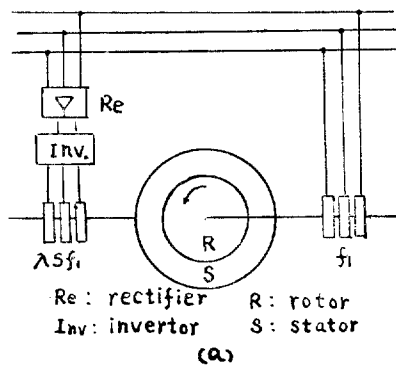 Re
Inv.
R
S
λSf₁
f₁
Re: rectifier R: rotor
Inv: invertor S: stator
(a)